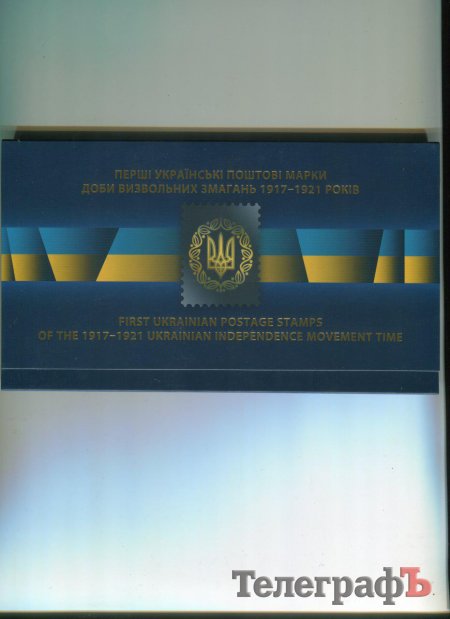 ПЕРШІ УКРАЇНСЬКІ ПОШТОВІ МАРКИ
ДОБИ ВИЗВОЛЬНИХ ЗМАГАНЬ 1917–1921 РОКІВ
FIRST UKRAINIAN POSTAGE STAMPS
OF THE 1917–1921 UKRAINIAN INDEPENDENCE MOVEMENT TIME
ТелеграфЪ